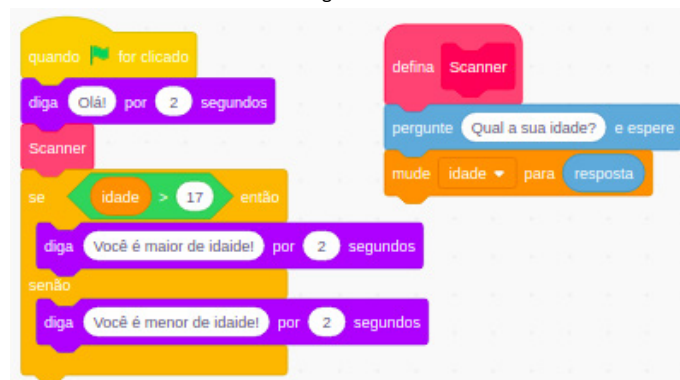 quando for clicado
diga Olá! por 2 segundos
Scanner
se idade > 17 então
diga Você é maior de idaide! por 2 segundos
senão
diga Você é menor de idaide! por 2 segundos
defina Scanner
pergunte Qual a sua idade? e espere
mude idade para resposta